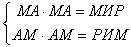 МА · МА = МИР
АМ · АМ = РИМ